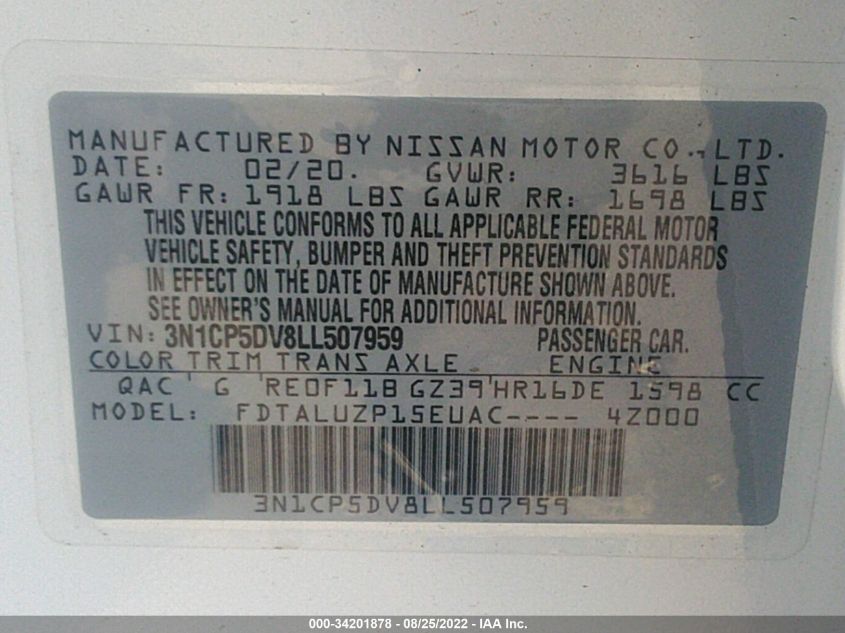 MANUFACTURED BY NISSAN MOTOR CO., LTD.
DATE: 02/20. GVWR: 3616 LBS
GAWR FR: 1918 LBS GAWR RR: 1698 LBS
THIS VEHICLE CONFORMS TO ALL APPLICABLE FEDERAL MOTOR
VEHICLE SAFETY, BUMPER AND THEFT PREVENTION STANDARDS
IN EFFECT ON THE DATE OF MANUFACTURE SHOWN ABOVE.
SEE OWNER'S MANUAL FOR ADDITIONAL INFORMATION.
VIN: 3N1CP5DV8LL507959 PASSENGER CAR.
COLOR TRIM TRANS AXLE ENGINE
QAC G RE0F11B GZ39 HR16DE 1598 CC
MODEL: FDTALUZP15EUAC---- 4Z000
3N1CP5DV8LL507959
000-34201878 - 08/25/2022 - IAA Inc.